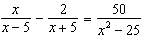 x/(x − 5) − 2/(x + 5) = 50/(x² − 25)